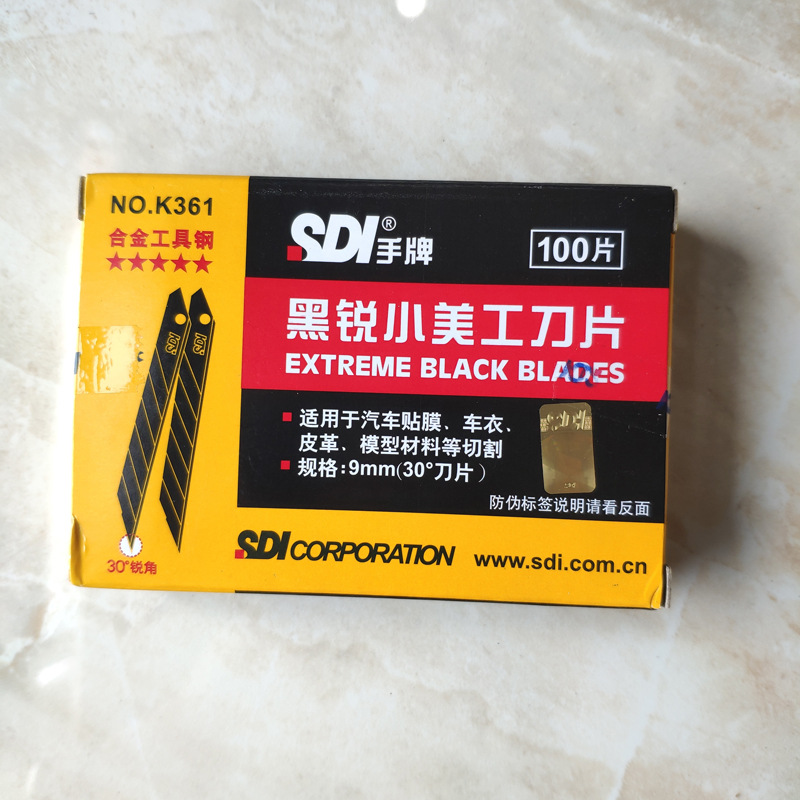 NO.K361
合金工具钢
★★★★★
SDI
SDI
30°锐角
SDI®手牌
100片
黑锐小美工刀片
EXTREME BLACK BLADES
适用于汽车贴膜、车衣、
皮革、模型材料等切割
规格:9mm(30°刀片)
防伪标签说明请看反面
SDI CORPORATION
www.sdi.com.cn